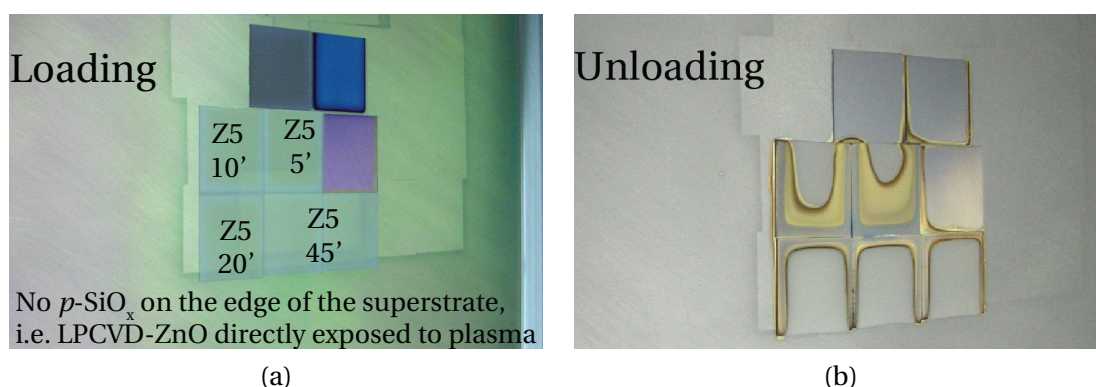 Loading
Z5
10’
Z5
5’
Z5
20’
Z5
45’
No p-SiOx on the edge of the superstrate,
i.e. LPCVD-ZnO directly exposed to plasma
(a)
Unloading
(b)